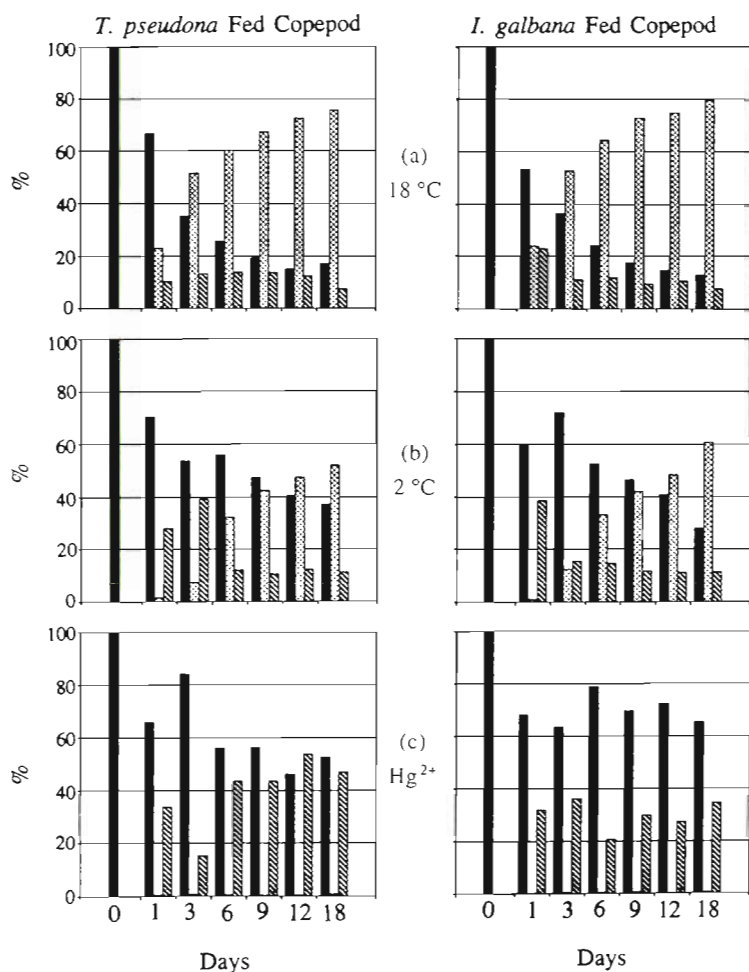 T. pseudona Fed Copepod
I. galbana Fed Copepod
100
80
60
40
20
0
%
(a)
18 °C
100
80
60
40
20
0
%
(b)
2 °C
100
80
60
40
20
0
%
(c)
Hg²⁺
0 1 3 6 9 12 18
0 1 3 6 9 12 18
Days
Days